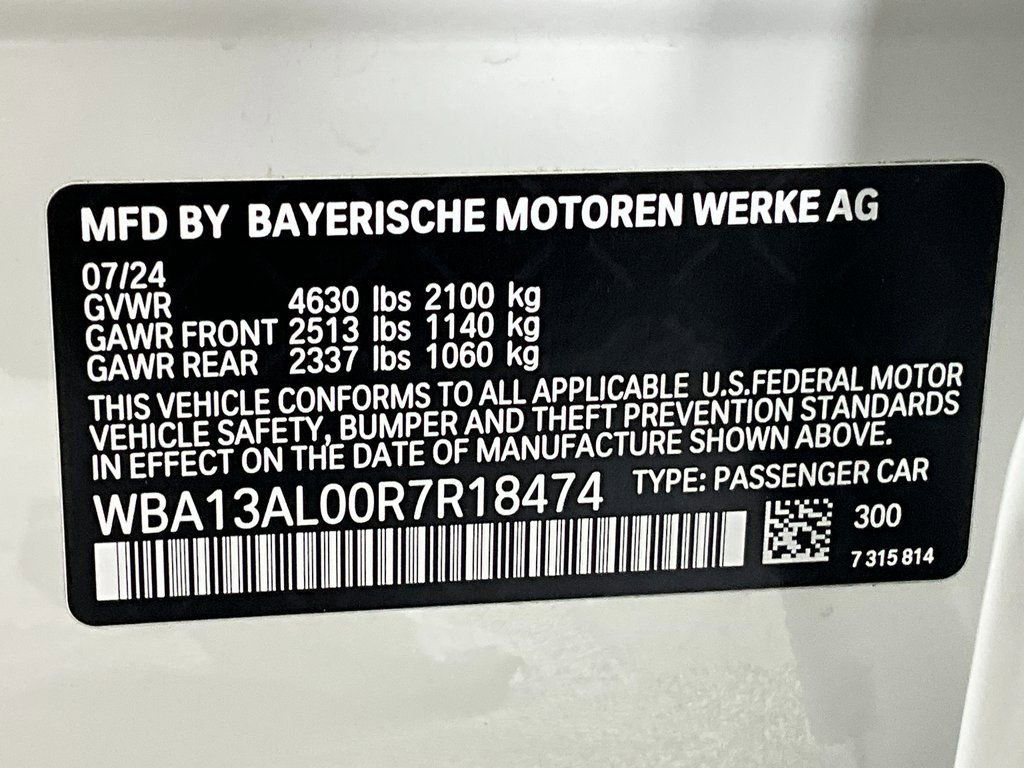 MFD BY BAYERISCHE MOTOREN WERKE AG
07/24
GVWR 4630 lbs 2100 kg
GAWR FRONT 2513 lbs 1140 kg
GAWR REAR 2337 lbs 1060 kg
THIS VEHICLE CONFORMS TO ALL APPLICABLE U.S.FEDERAL MOTOR
VEHICLE SAFETY, BUMPER AND THEFT PREVENTION STANDARDS
IN EFFECT ON THE DATE OF MANUFACTURE SHOWN ABOVE.
WBA13AL00R7R18474 TYPE: PASSENGER CAR
300
7 315 814